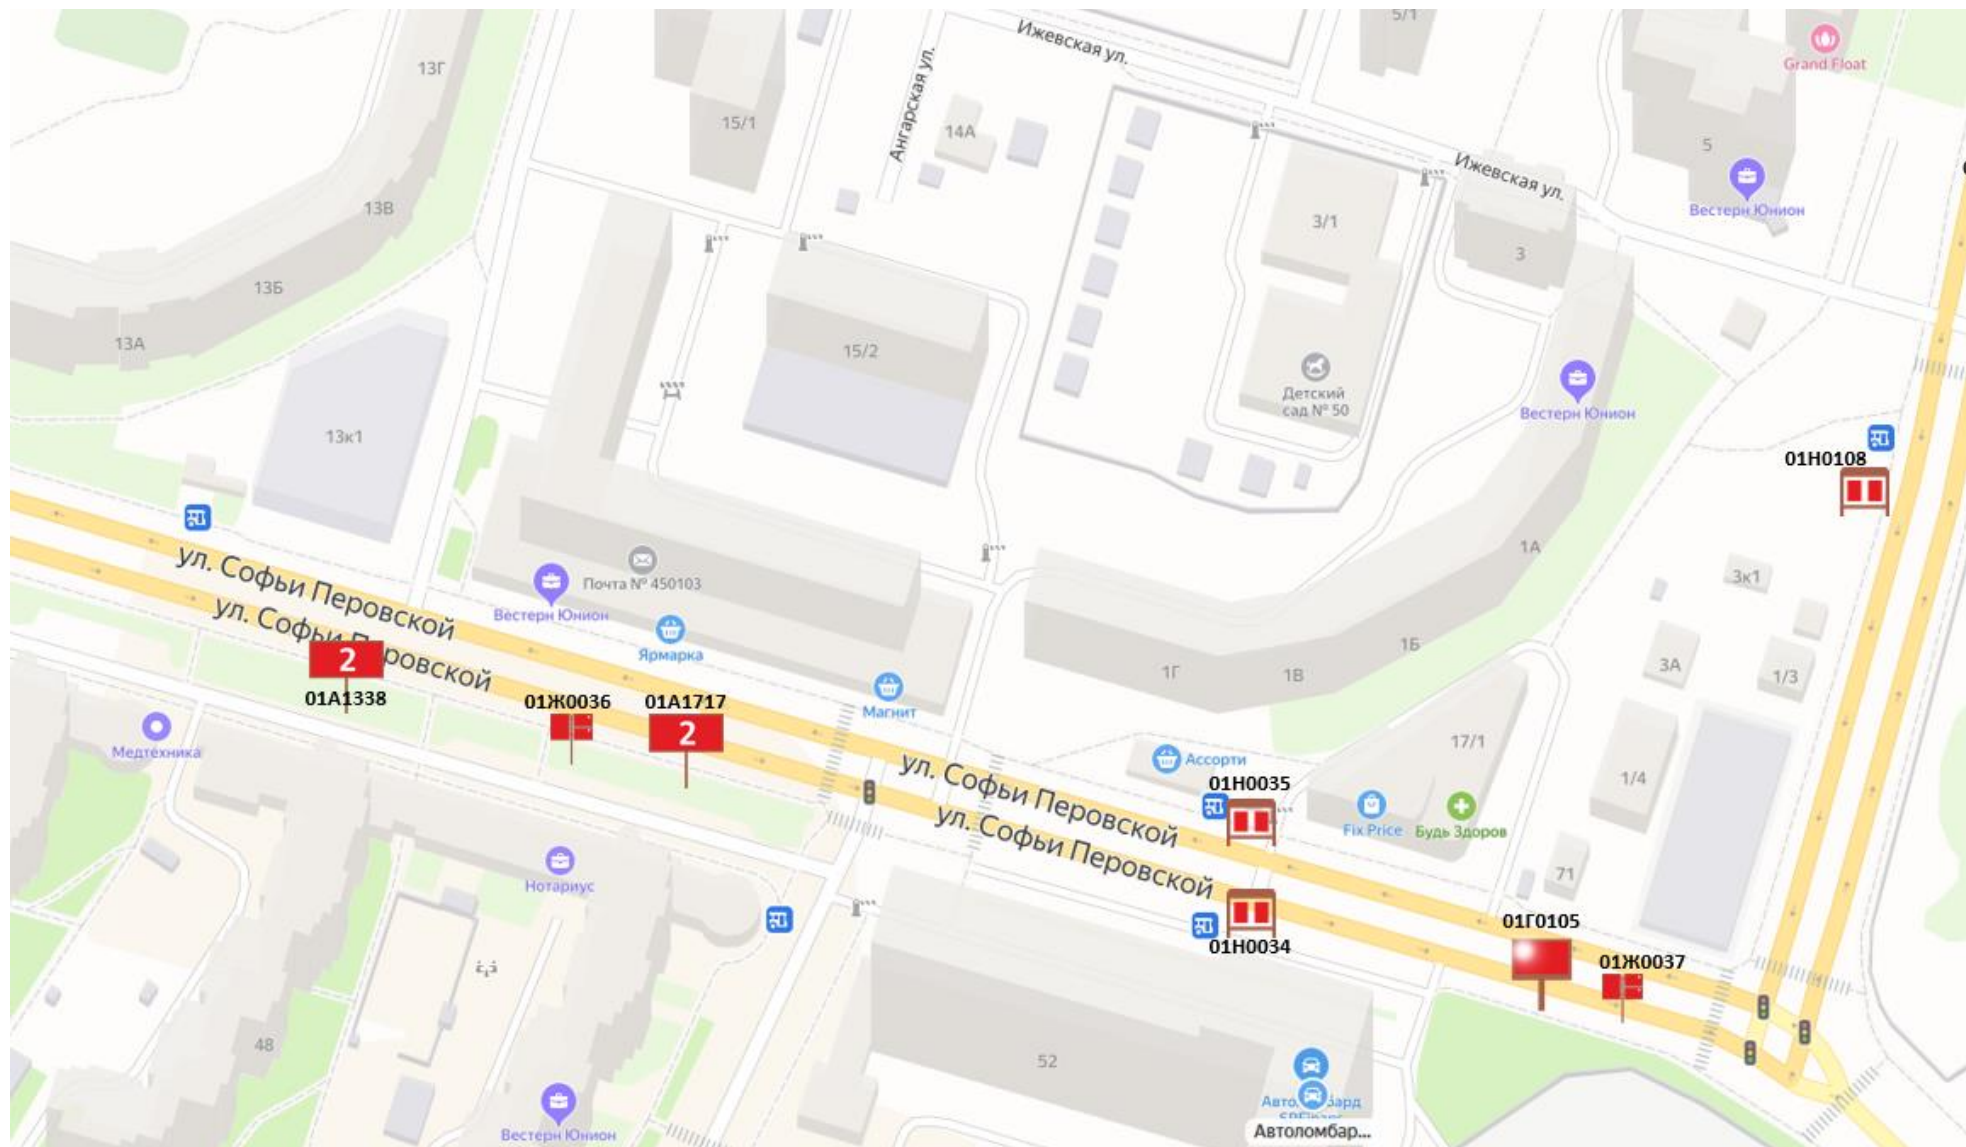 5/1
Ижевская ул.
Grand Float
13Г
15/1
Ангарская ул.
14А
5
Ижевская ул.
Вестерн Юнион
13В
3/1
3
13Б
13А
15/2
Детский
сад № 50
Вестерн Юнион
13к1
01Н0108
1А
ул. Софьи Перовской
Почта № 450103
Вестерн Юнион
3к1
ул. Софьи Перовской
Ярмарка
1Б
2
01А1338
1Г
1В
3А
1/3
01Ж0036
01А1717
2
Магнит
Медтехника
17/1
Ассорти
1/4
ул. Софьи Перовской
01Н0035
ул. Софьи Перовской
Fix Price
Будь Здоров
Нотариус
71
01Н0034
01Г0105
01Ж0037
48
52
Вестерн Юнион
Автоломбар...